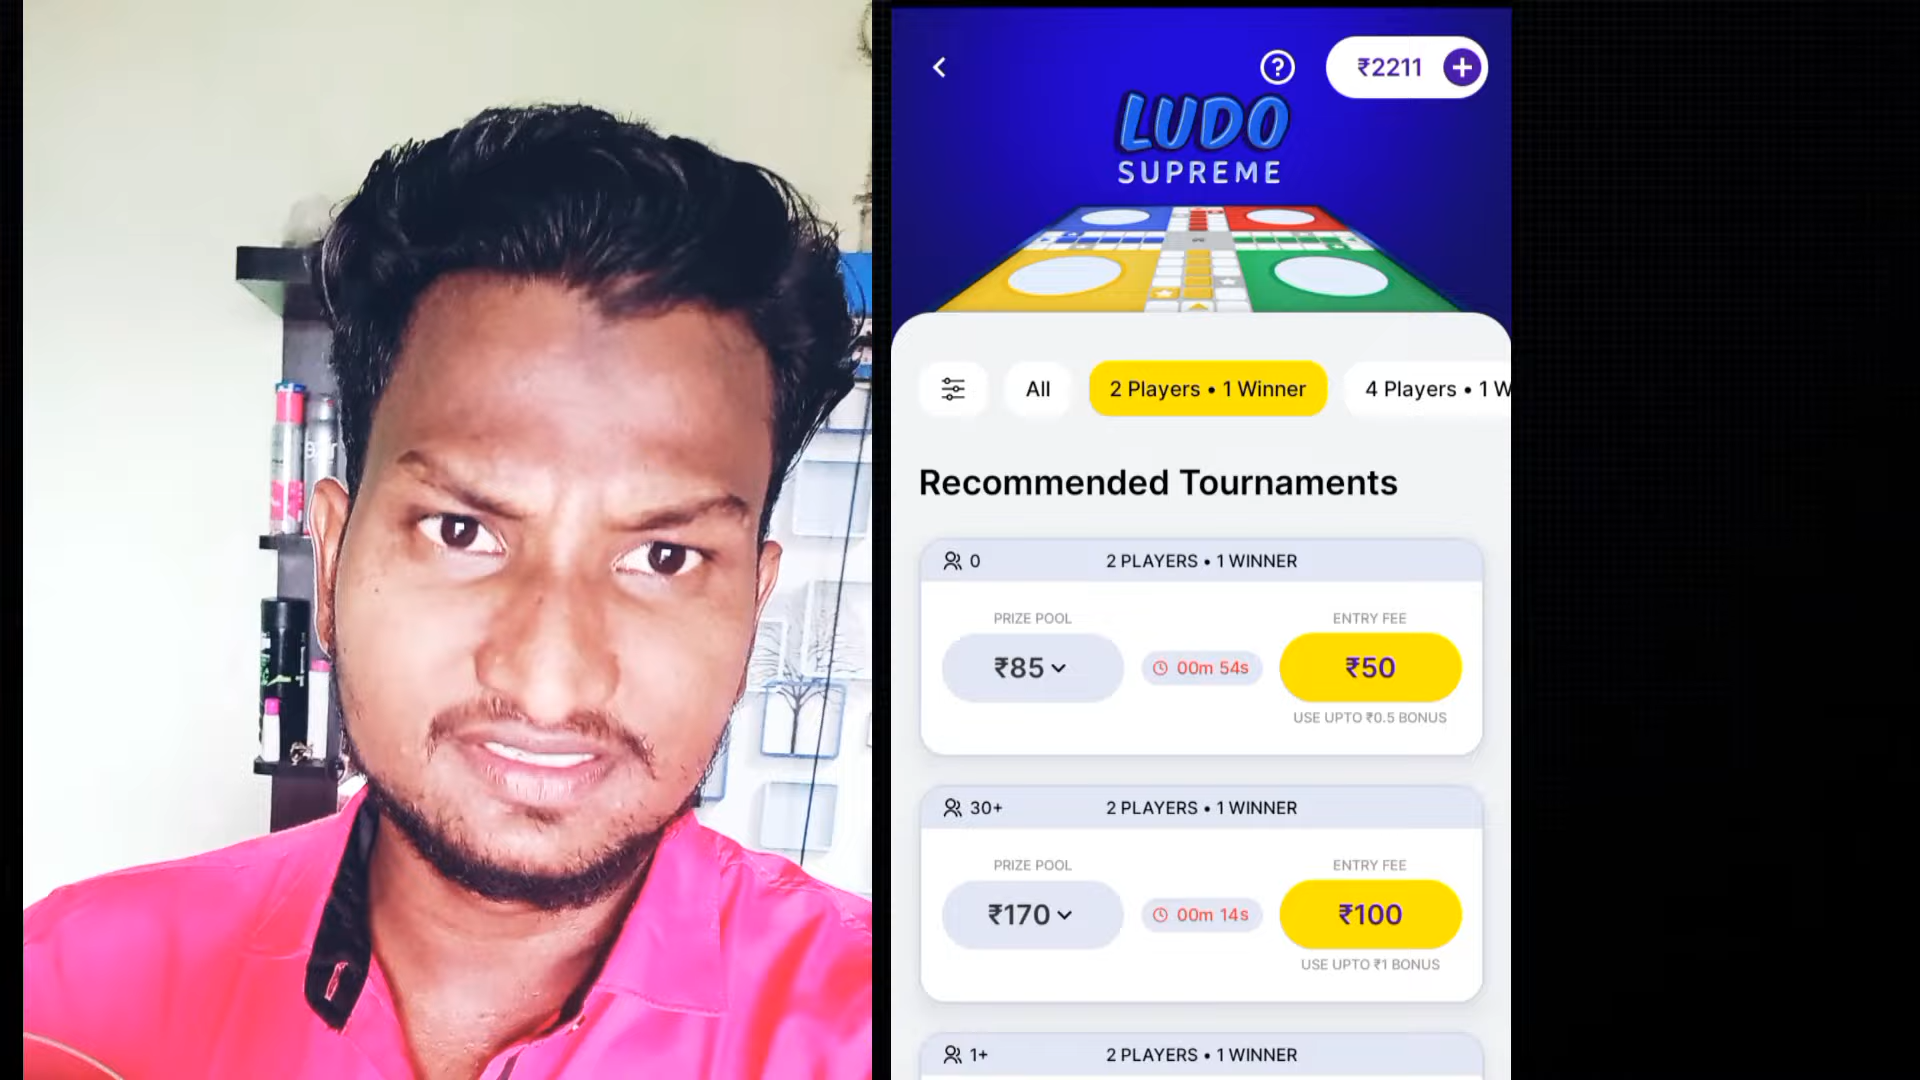 ₹2211
LUDO
SUPREME
All
2 Players • 1 Winner
4 Players • 1 W
Recommended Tournaments
0
2 PLAYERS • 1 WINNER
PRIZE POOL
ENTRY FEE
₹85
00m 54s
₹50
USE UPTO ₹0.5 BONUS
30+
2 PLAYERS • 1 WINNER
PRIZE POOL
ENTRY FEE
₹170
00m 14s
₹100
USE UPTO ₹1 BONUS
1+
2 PLAYERS • 1 WINNER